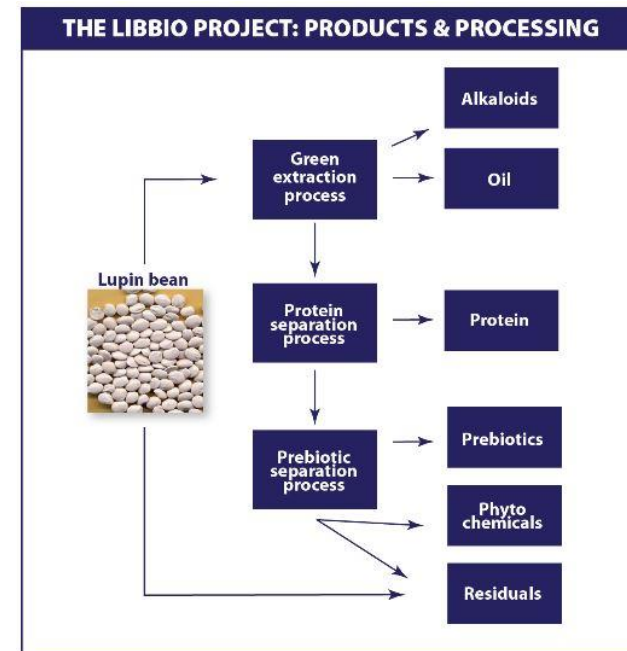 THE LIBBIO PROJECT: PRODUCTS & PROCESSING
Alkaloids
Green
extraction
process
Oil
Lupin bean
Protein
separation
process
Protein
Prebiotic
separation
process
Prebiotics
Phyto
chemicals
Residuals